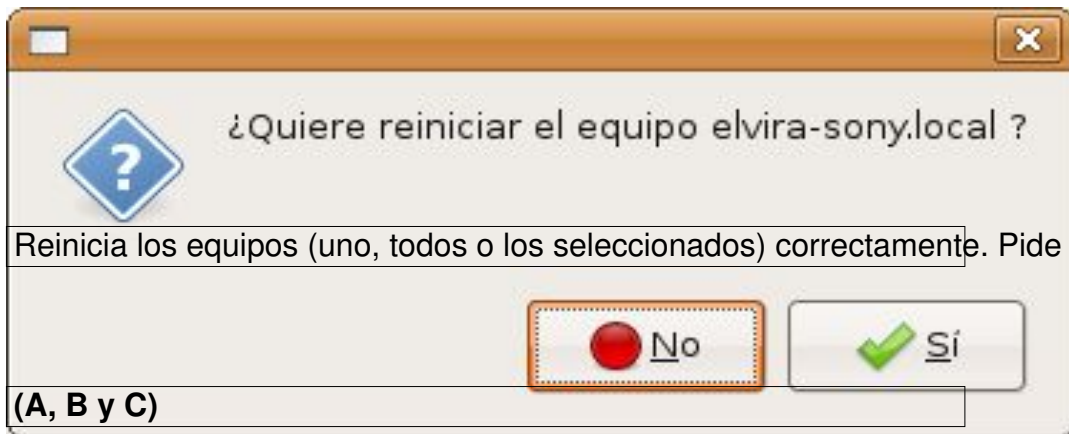 ¿Quiere reiniciar el equipo elvira-sony.local ?
Reinicia los equipos (uno, todos o los seleccionados) correctamente. Pide
No Sí
(A, B y C)